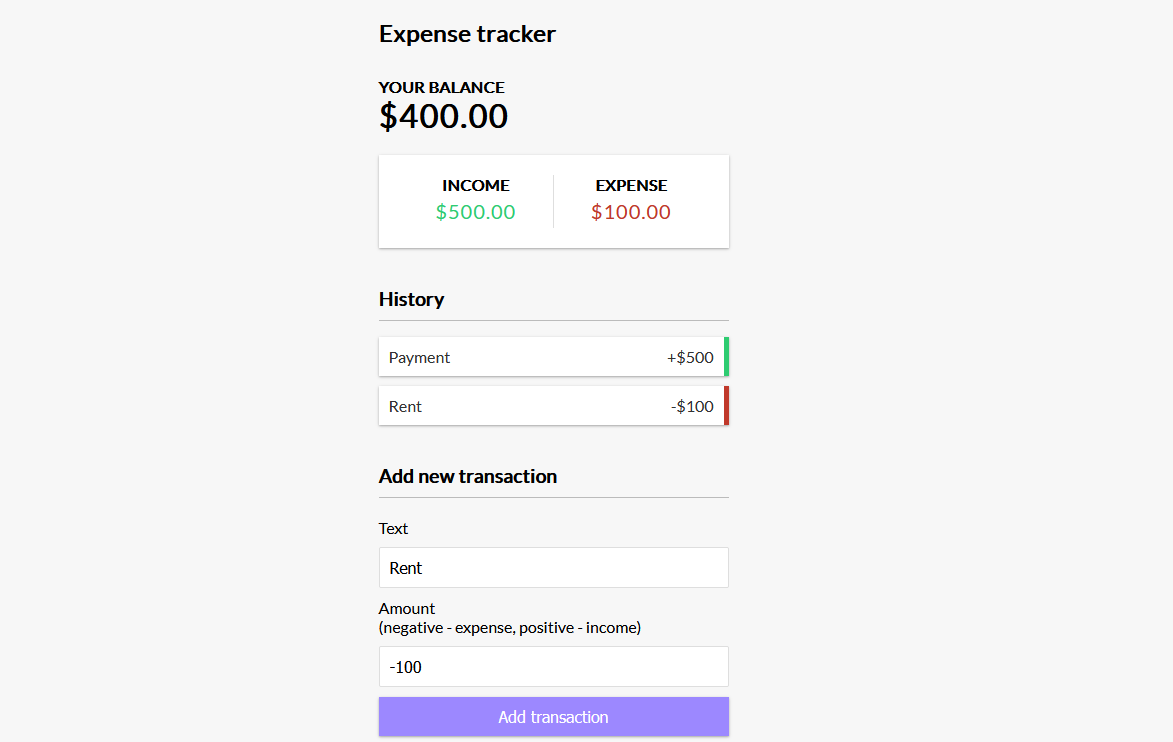 Expense tracker
YOUR BALANCE
$400.00
INCOME
$500.00
EXPENSE
$100.00
History
Payment +$500
Rent -$100
Add new transaction
Text
Rent
Amount
(negative - expense, positive - income)
-100
Add transaction